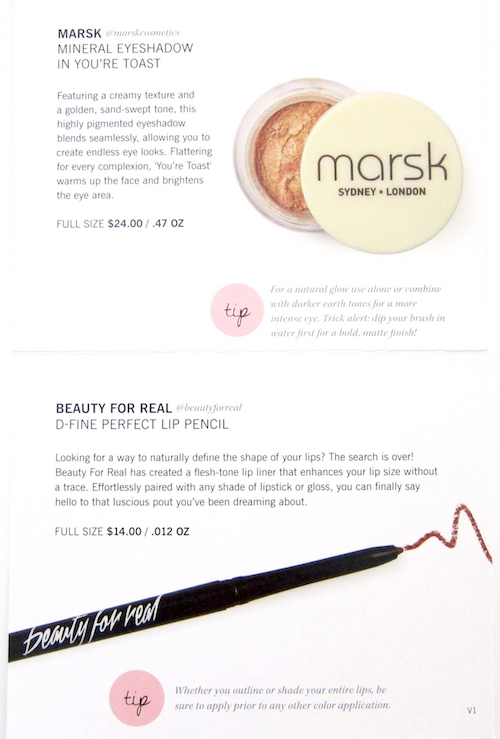 MARSK @marskcosmetics
MINERAL EYESHADOW
IN YOU'RE TOAST
Featuring a creamy texture and
a golden, sand-swept tone, this
highly pigmented eyeshadow
blends seamlessly, allowing you to
create endless eye looks. Flattering
for every complexion, 'You're Toast'
warms up the face and brightens
the eye area.
FULL SIZE $24.00 / .47 OZ
marsk
SYDNEY • LONDON
tip
For a natural glow use alone or combine
with darker earth tones for a more
intense eye. Trick alert: dip your brush in
water first for a bold, matte finish!
BEAUTY FOR REAL @beautyforreal
D-FINE PERFECT LIP PENCIL
Looking for a way to naturally define the shape of your lips? The search is over!
Beauty For Real has created a flesh-tone lip liner that enhances your lip size without
a trace. Effortlessly paired with any shade of lipstick or gloss, you can finally say
hello to that luscious pout you've been dreaming about.
FULL SIZE $14.00 / .012 OZ
beauty for real
tip
Whether you outline or shade your entire lips, be
sure to apply prior to any other color application.
V1